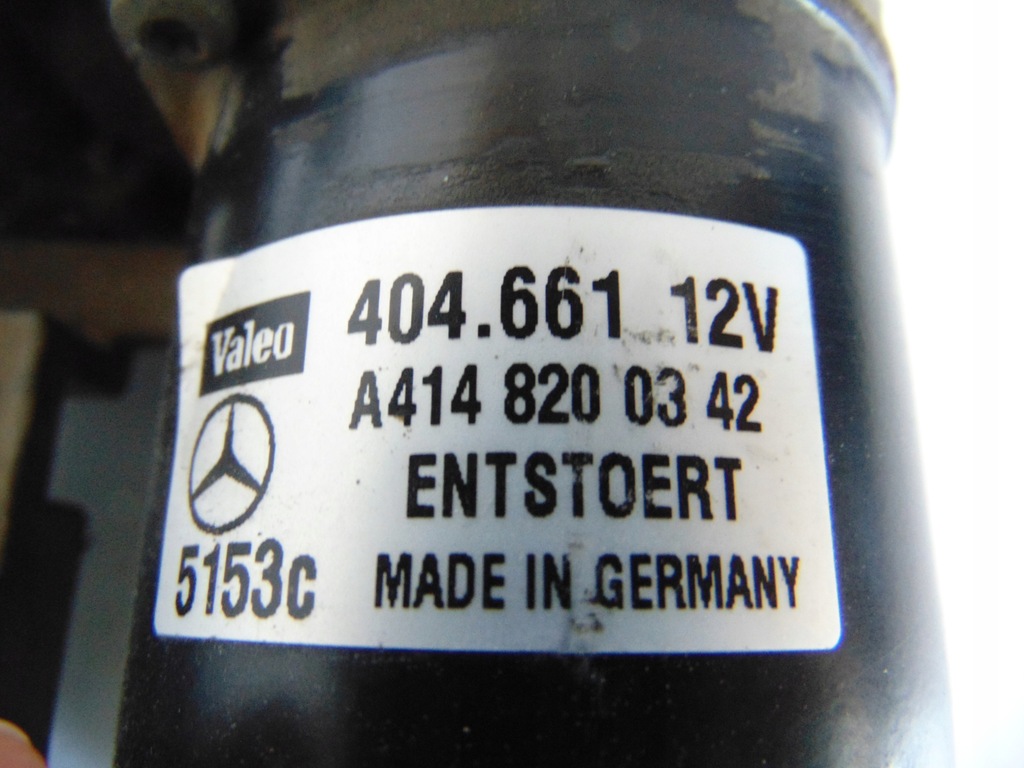 Valeo 404.661 12V
A414 820 03 42
ENTSTOERT
5153c MADE IN GERMANY